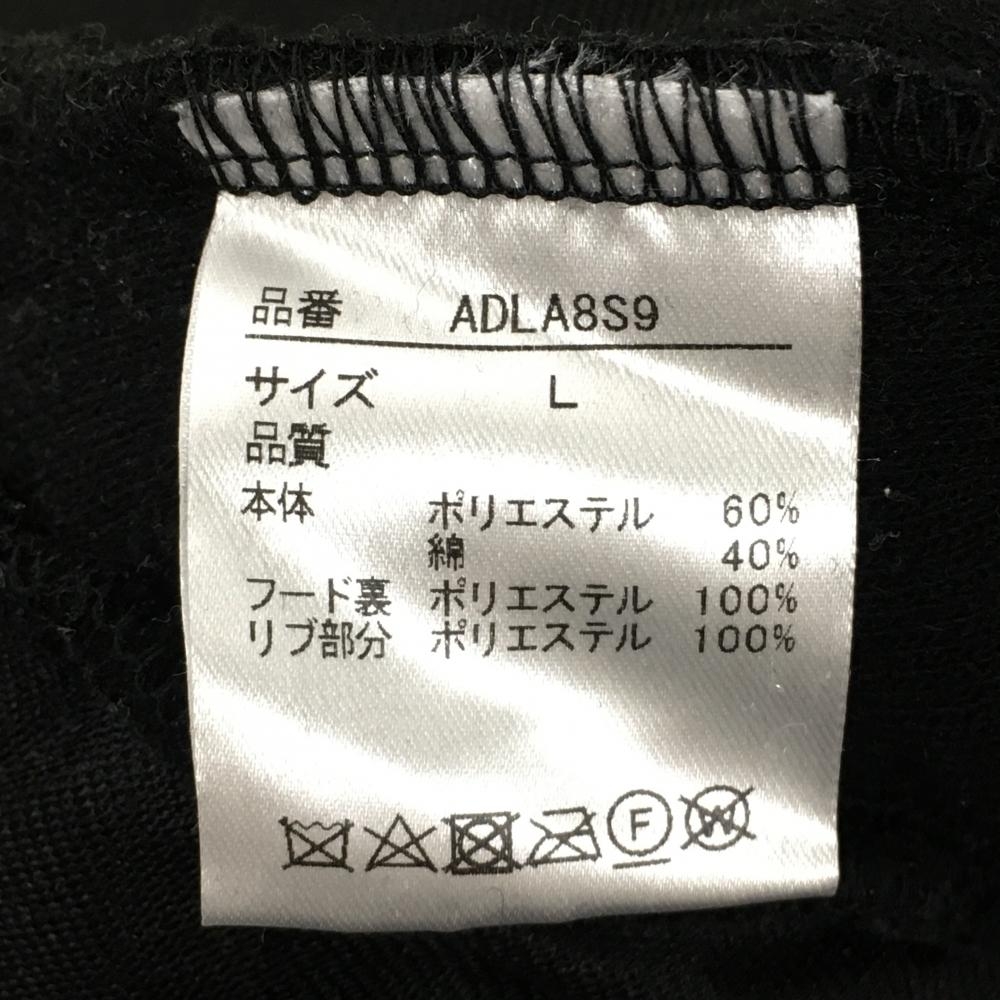 品番 ADLA8S9
サイズ L
品質
本体 ポリエステル 60%
綿 40%
フード裏 ポリエステル 100%
リブ部分 ポリエステル 100%
F W